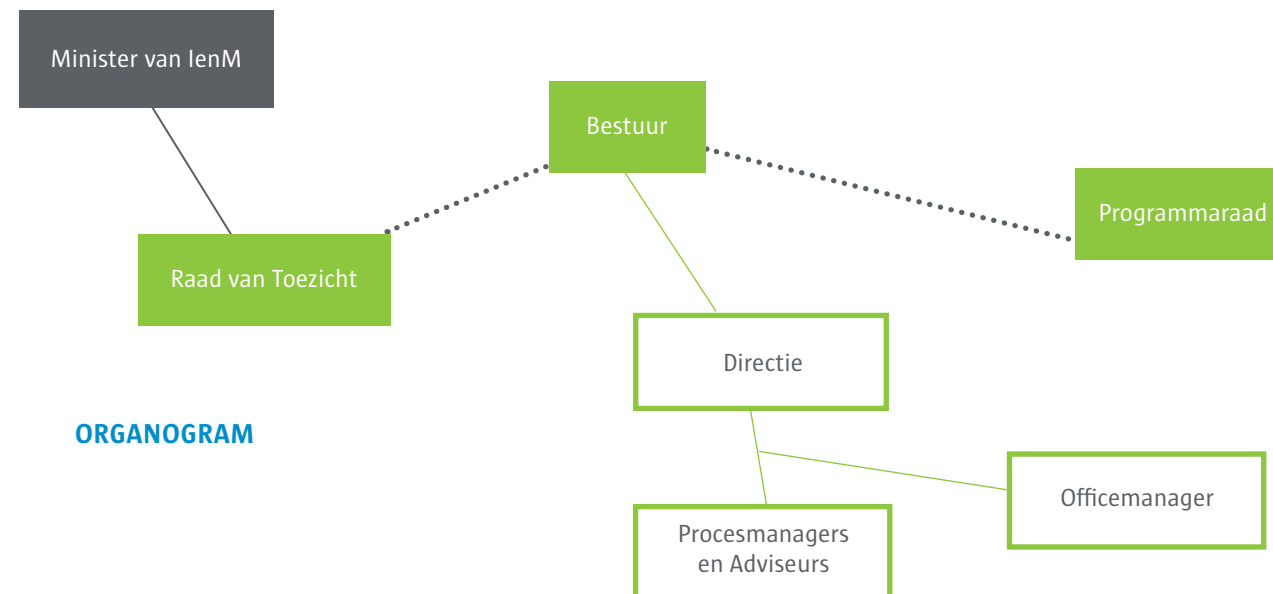 Minister van IenM
Bestuur
Programmaraad
Raad van Toezicht
Directie
ORGANOGRAM
Officemanager
Procesmanagers
en Adviseurs